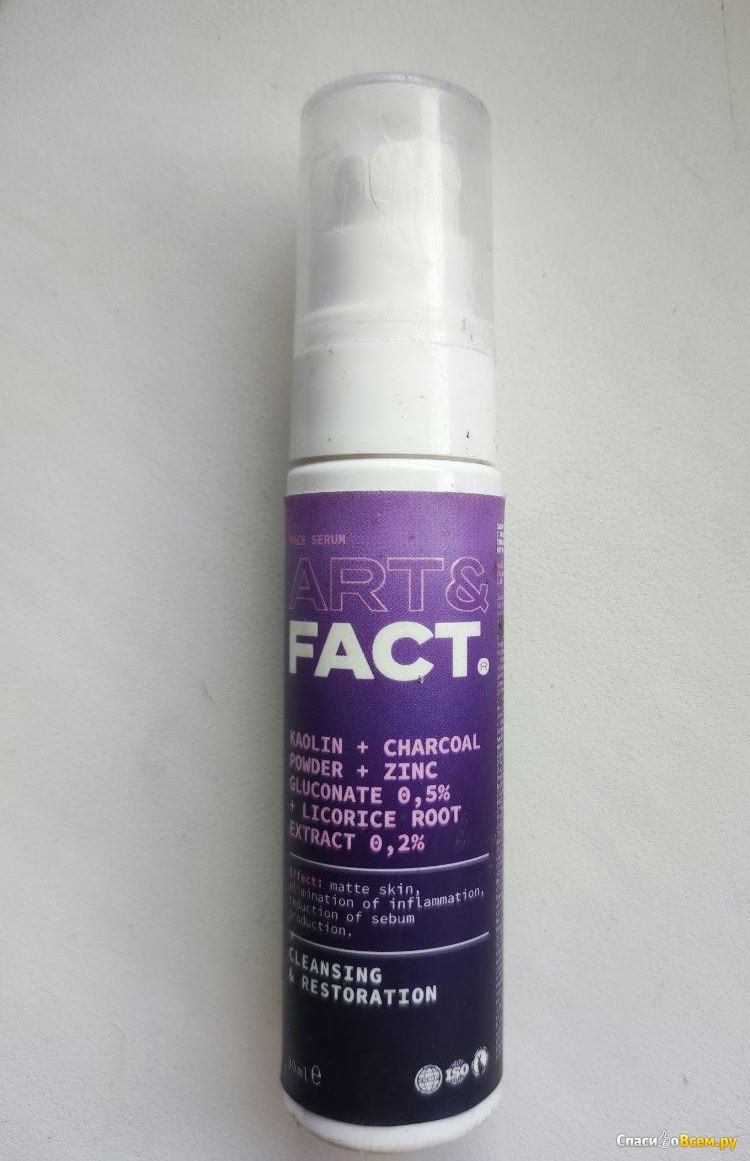 FACE SERUM
ART&
FACT.®
KAOLIN + CHARCOAL
POWDER + ZINC
GLUCONATE 0,5%
+ LICORICE ROOT
EXTRACT 0,2%
Effect: matte skin,
elimination of inflammation,
reduction of sebum
production.
CLEANSING
& RESTORATION
30ml ℮
ISO
СпасибоВсем.ру